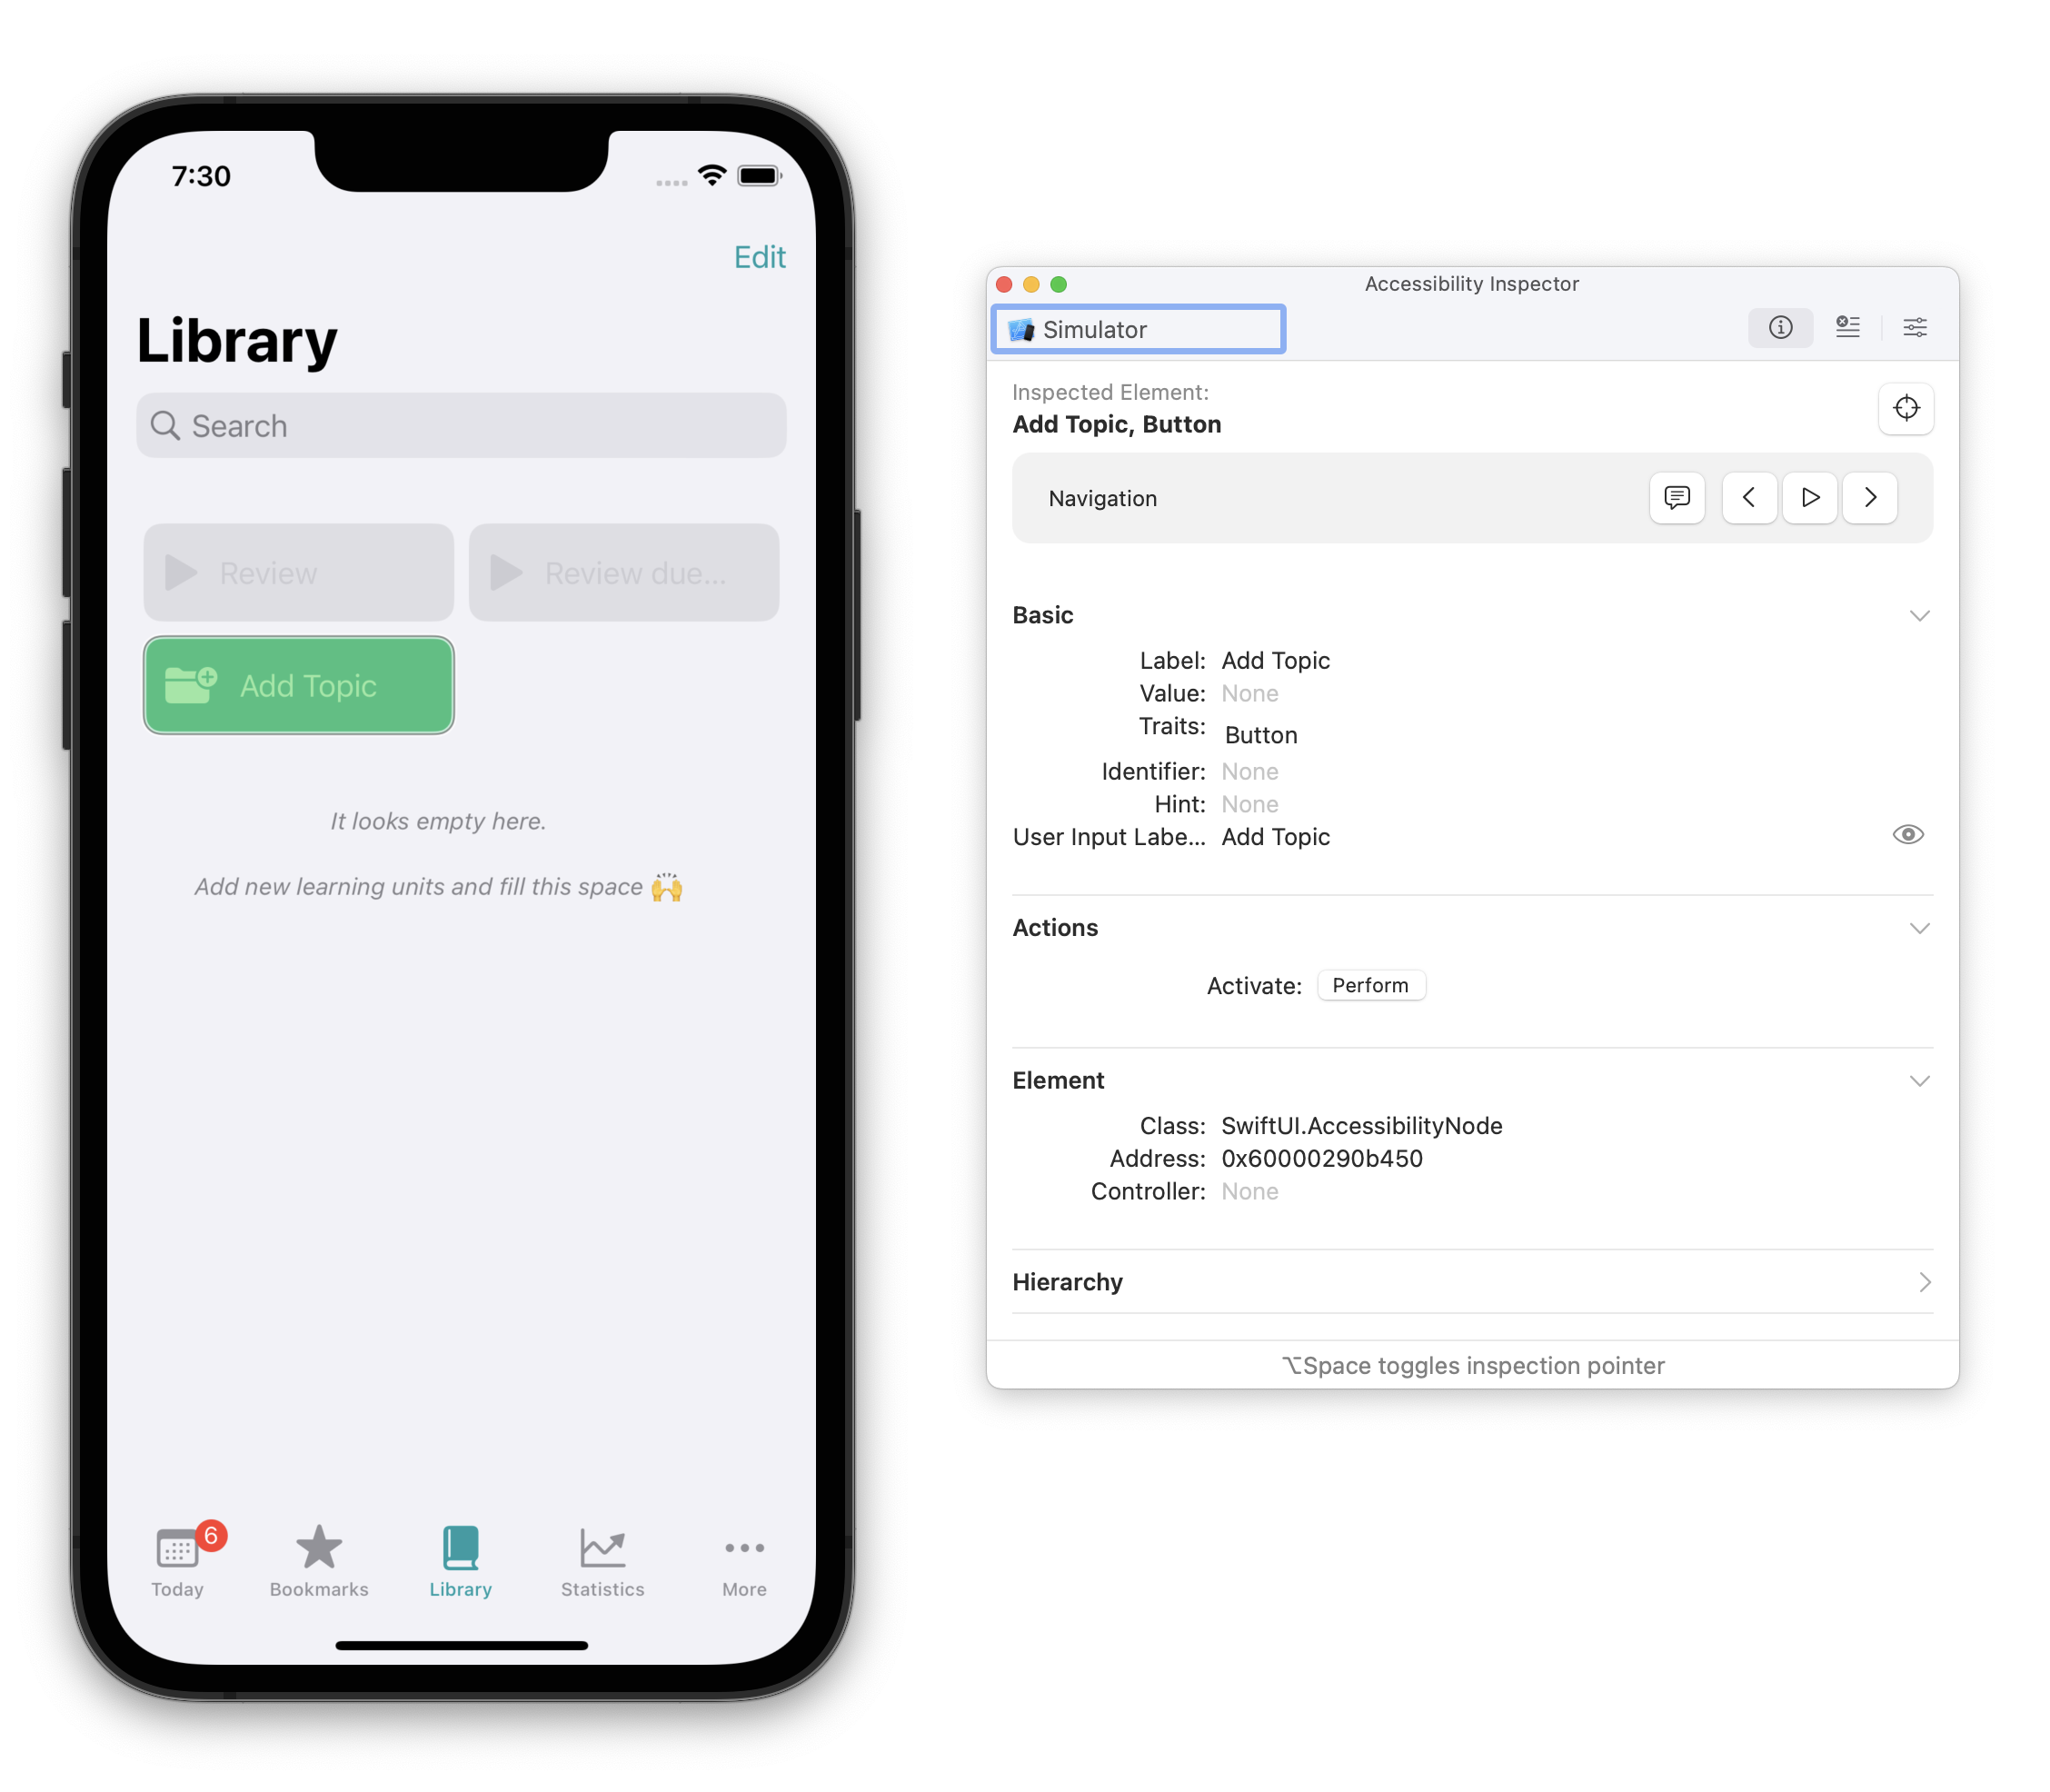 7:30
Edit
Library
Search
Review
Review due...
Add Topic
It looks empty here.
Add new learning units and fill this space 🙌
6
Today
Bookmarks
Library
Statistics
More
Accessibility Inspector
Simulator
Inspected Element:
Add Topic, Button
Navigation
Basic
Label: Add Topic
Value: None
Traits: Button
Identifier: None
Hint: None
User Input Labe... Add Topic
Actions
Activate: Perform
Element
Class: SwiftUI.AccessibilityNode
Address: 0x60000290b450
Controller: None
Hierarchy
⌥Space toggles inspection pointer